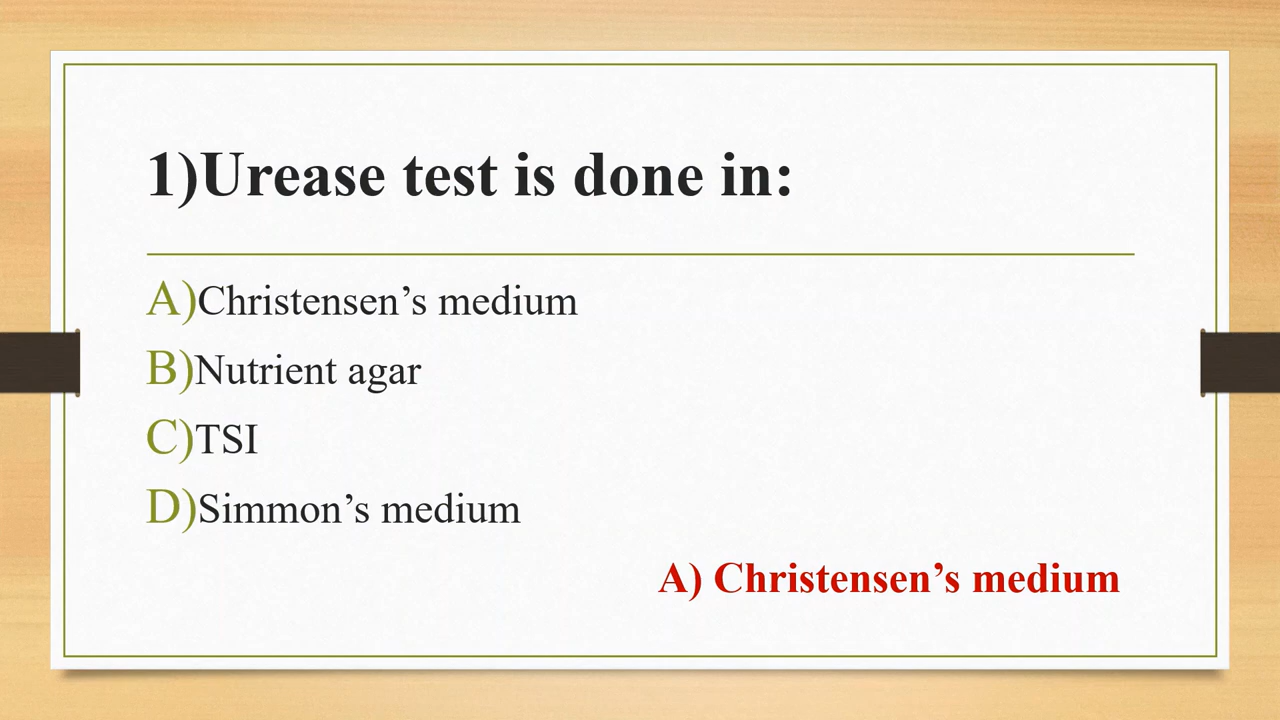 1)Urease test is done in:
A)Christensen’s medium
B)Nutrient agar
C)TSI
D)Simmon’s medium
A) Christensen’s medium